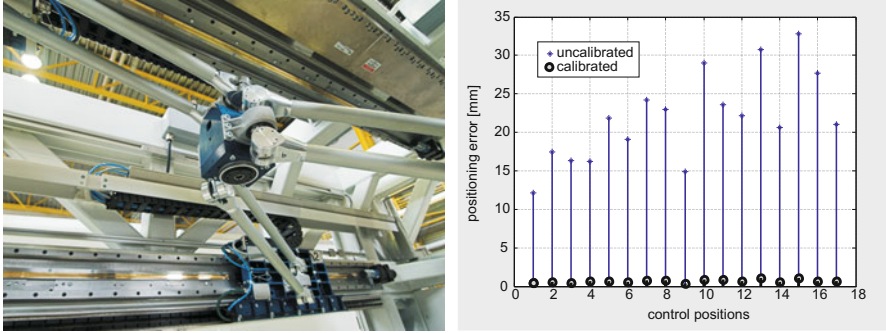 35
30
25
20
15
10
5
0
uncalibrated
calibrated
positioning error [mm]
0 2 4 6 8 10 12 14 16 18
control positions